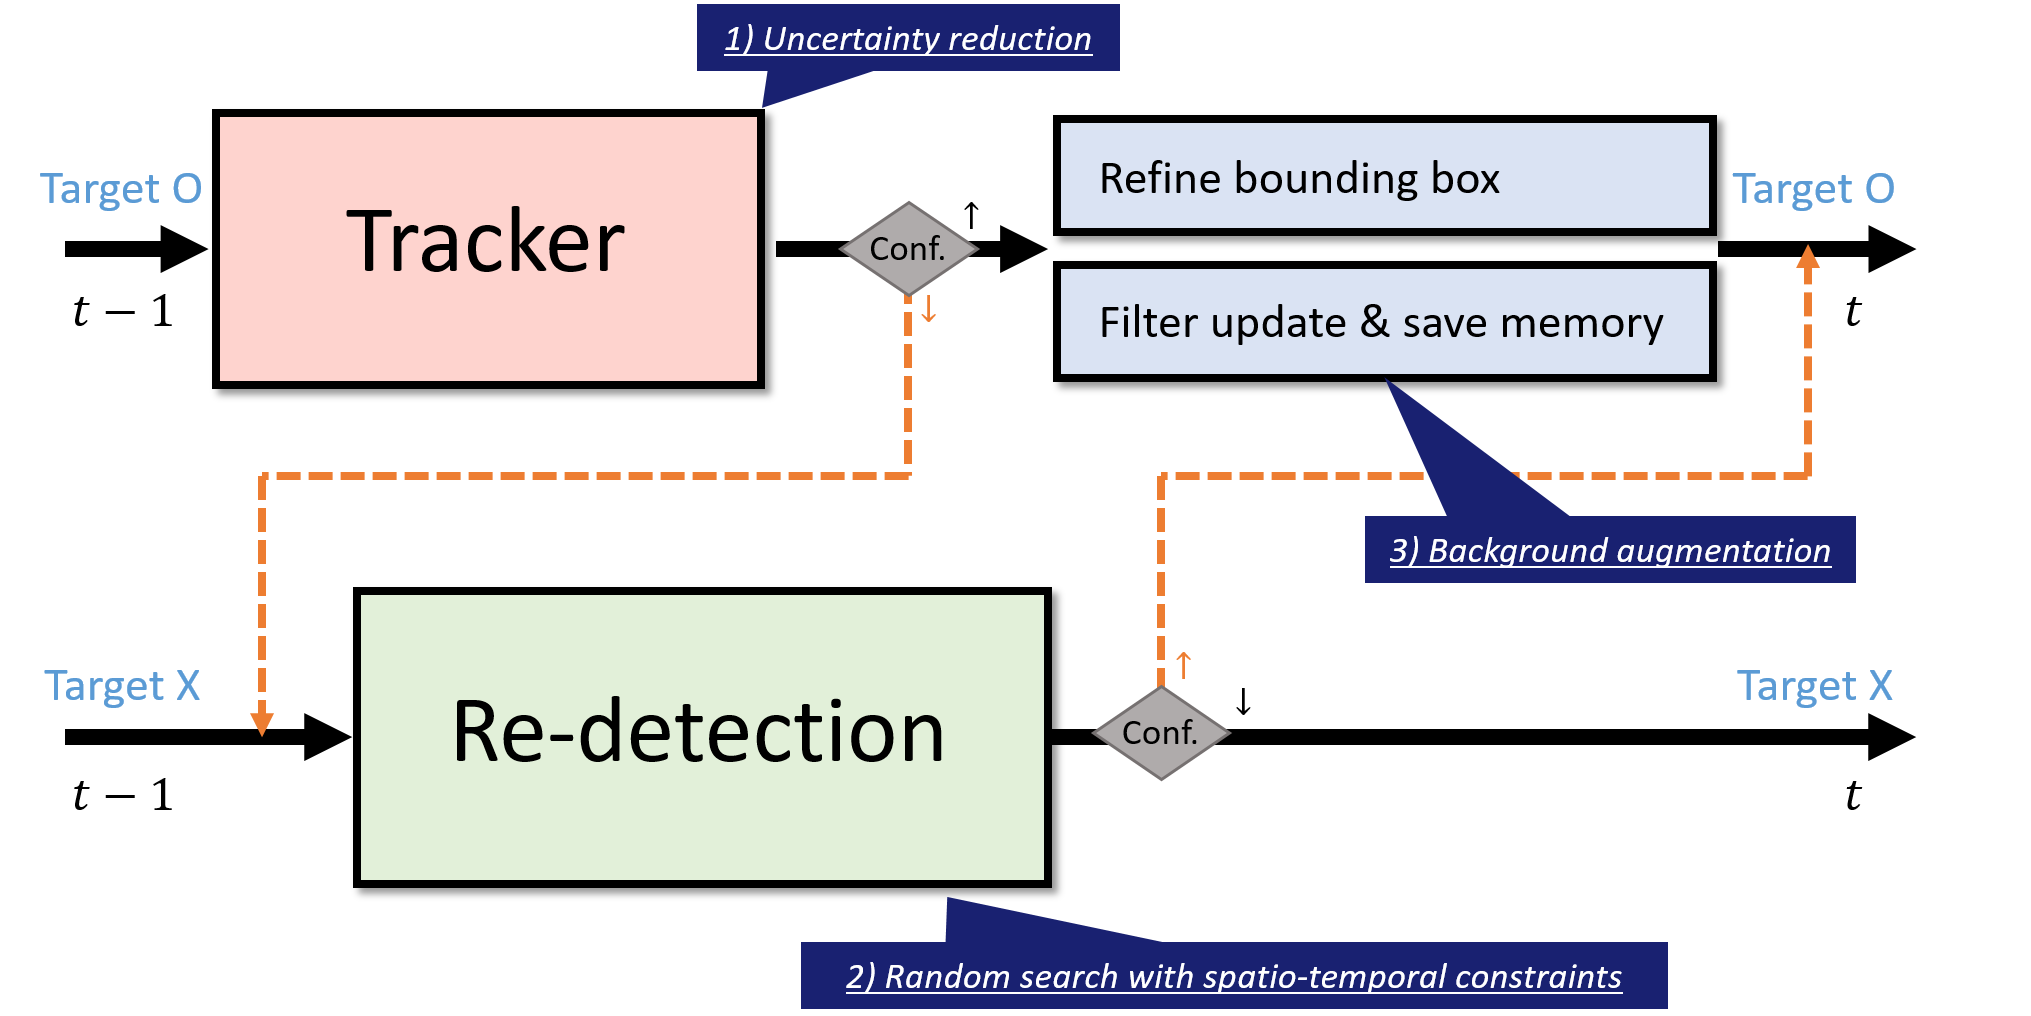 1) Uncertainty reduction
Target O
Tracker
t − 1
Conf.
↑
↓
Refine bounding box
Filter update & save memory
Target O
t
3) Background augmentation
Target X
t − 1
Re-detection
Conf.
↑
↓
Target X
t
2) Random search with spatio-temporal constraints